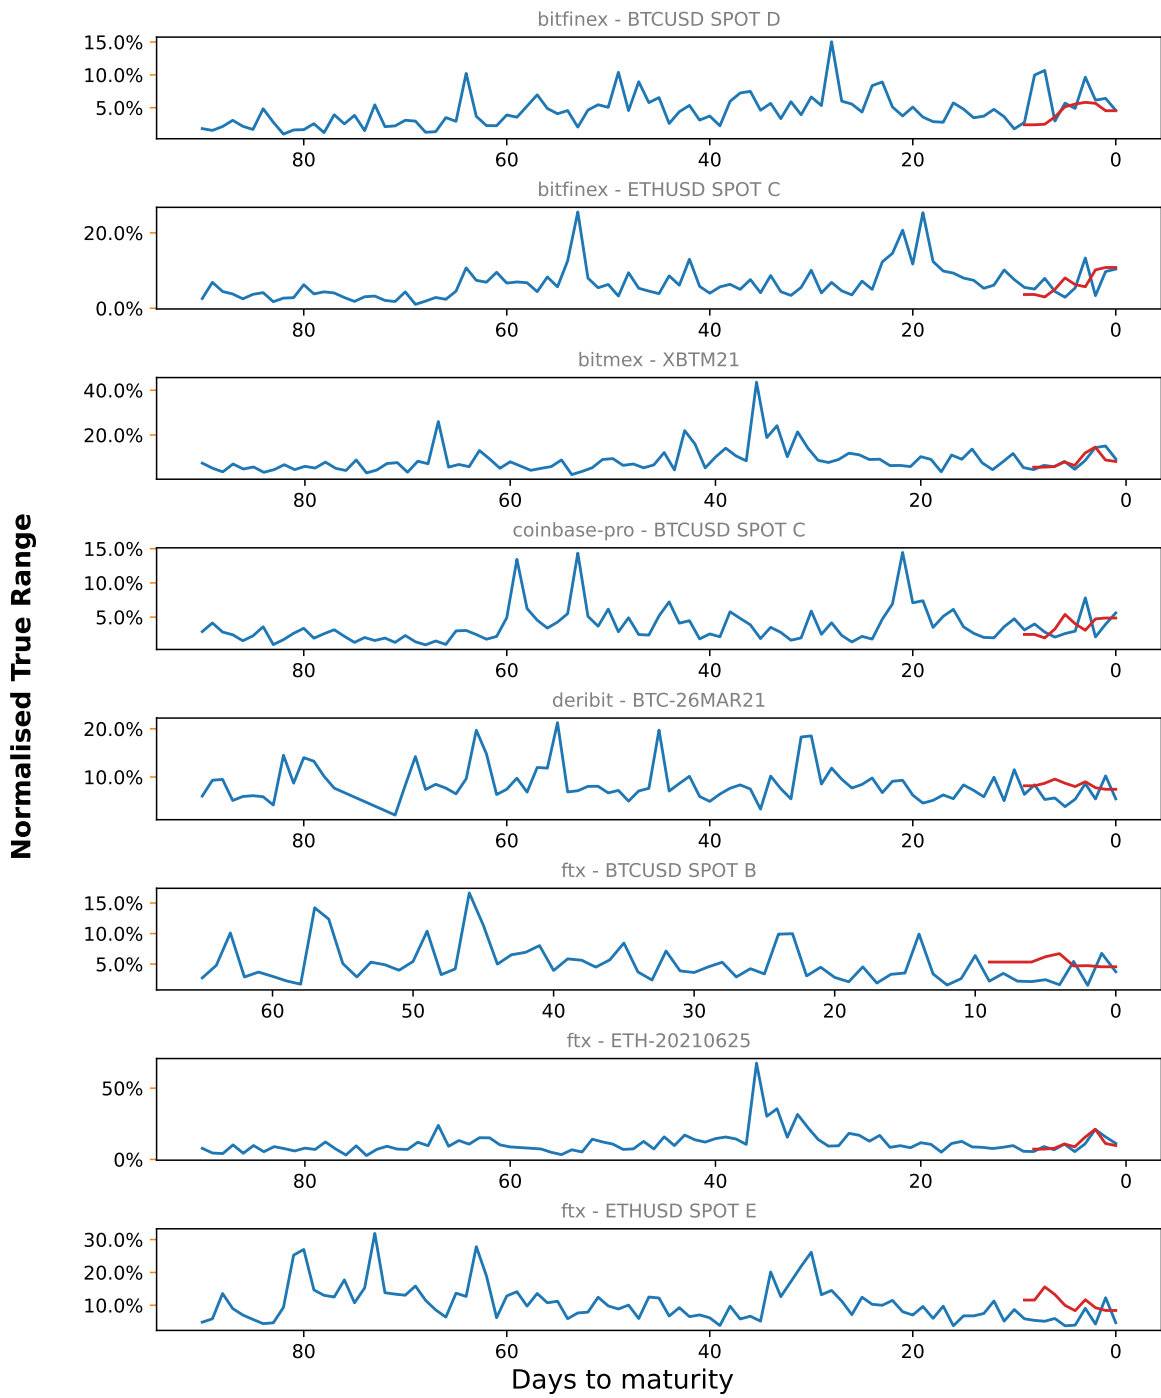 bitfinex - BTCUSD SPOT D
15.0%
10.0%
5.0%
80 60 40 20 0
bitfinex - ETHUSD SPOT C
20.0%
0.0%
80 60 40 20 0
bitmex - XBTM21
40.0%
20.0%
80 60 40 20 0
coinbase-pro - BTCUSD SPOT C
15.0%
10.0%
5.0%
80 60 40 20 0
deribit - BTC-26MAR21
20.0%
10.0%
80 60 40 20 0
ftx - BTCUSD SPOT B
15.0%
10.0%
5.0%
60 50 40 30 20 10 0
ftx - ETH-20210625
50%
0%
80 60 40 20 0
ftx - ETHUSD SPOT E
30.0%
20.0%
10.0%
80 60 40 20 0
Days to maturity
Normalised True Range